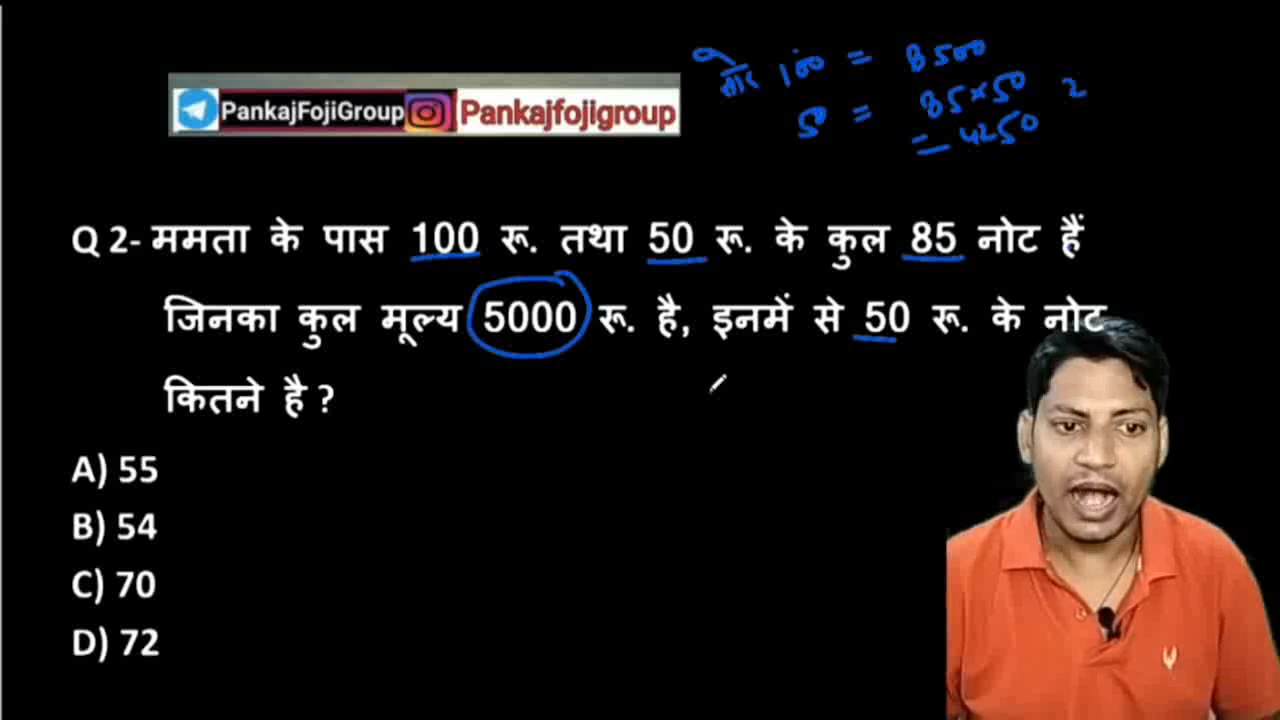 PankajFojiGroup Pankajfojigroup
100 = 8500
50 = 85×50
= 4250
Q 2- ममता के पास 100 रू. तथा 50 रू. के कुल 85 नोट हैं
जिनका कुल मूल्य 5000 रू. है, इनमें से 50 रू. के नोट
कितने है ?
A) 55
B) 54
C) 70
D) 72